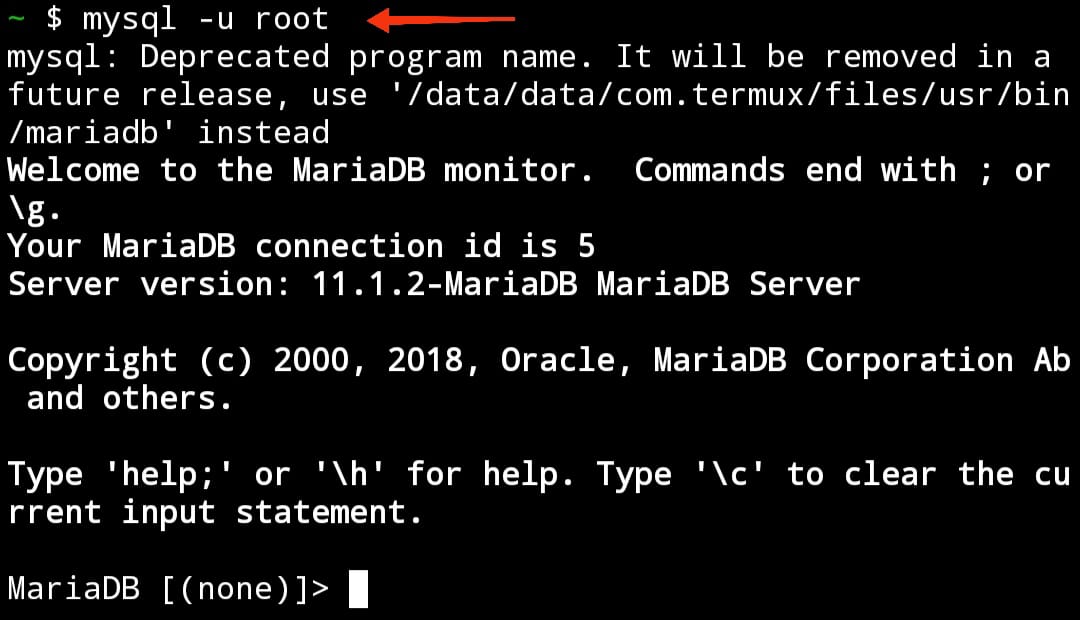 ~ $ mysql -u root
mysql: Deprecated program name. It will be removed in a
future release, use '/data/data/com.termux/files/usr/bin
/mariadb' instead
Welcome to the MariaDB monitor.  Commands end with ; or
\g.
Your MariaDB connection id is 5
Server version: 11.1.2-MariaDB MariaDB Server

Copyright (c) 2000, 2018, Oracle, MariaDB Corporation Ab
 and others.

Type 'help;' or '\h' for help. Type '\c' to clear the cu
rrent input statement.

MariaDB [(none)]>